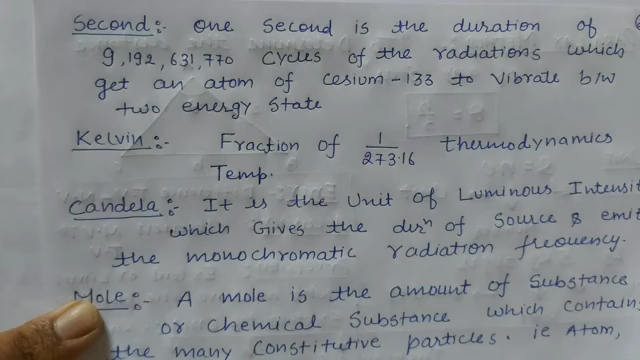 Second:- One Second is the duration of
9,192,631,770 cycles of the radiations which
get an atom of cesium-133 to vibrate b/w
two energy State
Kelvin:- Fraction of 1/273.16 thermodynamics
Temp.
Candela:- It is the Unit of Luminous Intensit
which Gives the dirⁿ of Source & emit
the monochromatic radiation frequency.
Mole:- A mole is the amount of Substance
or Chemical Substance which contain
the many Constitutive particles. ie Atom,